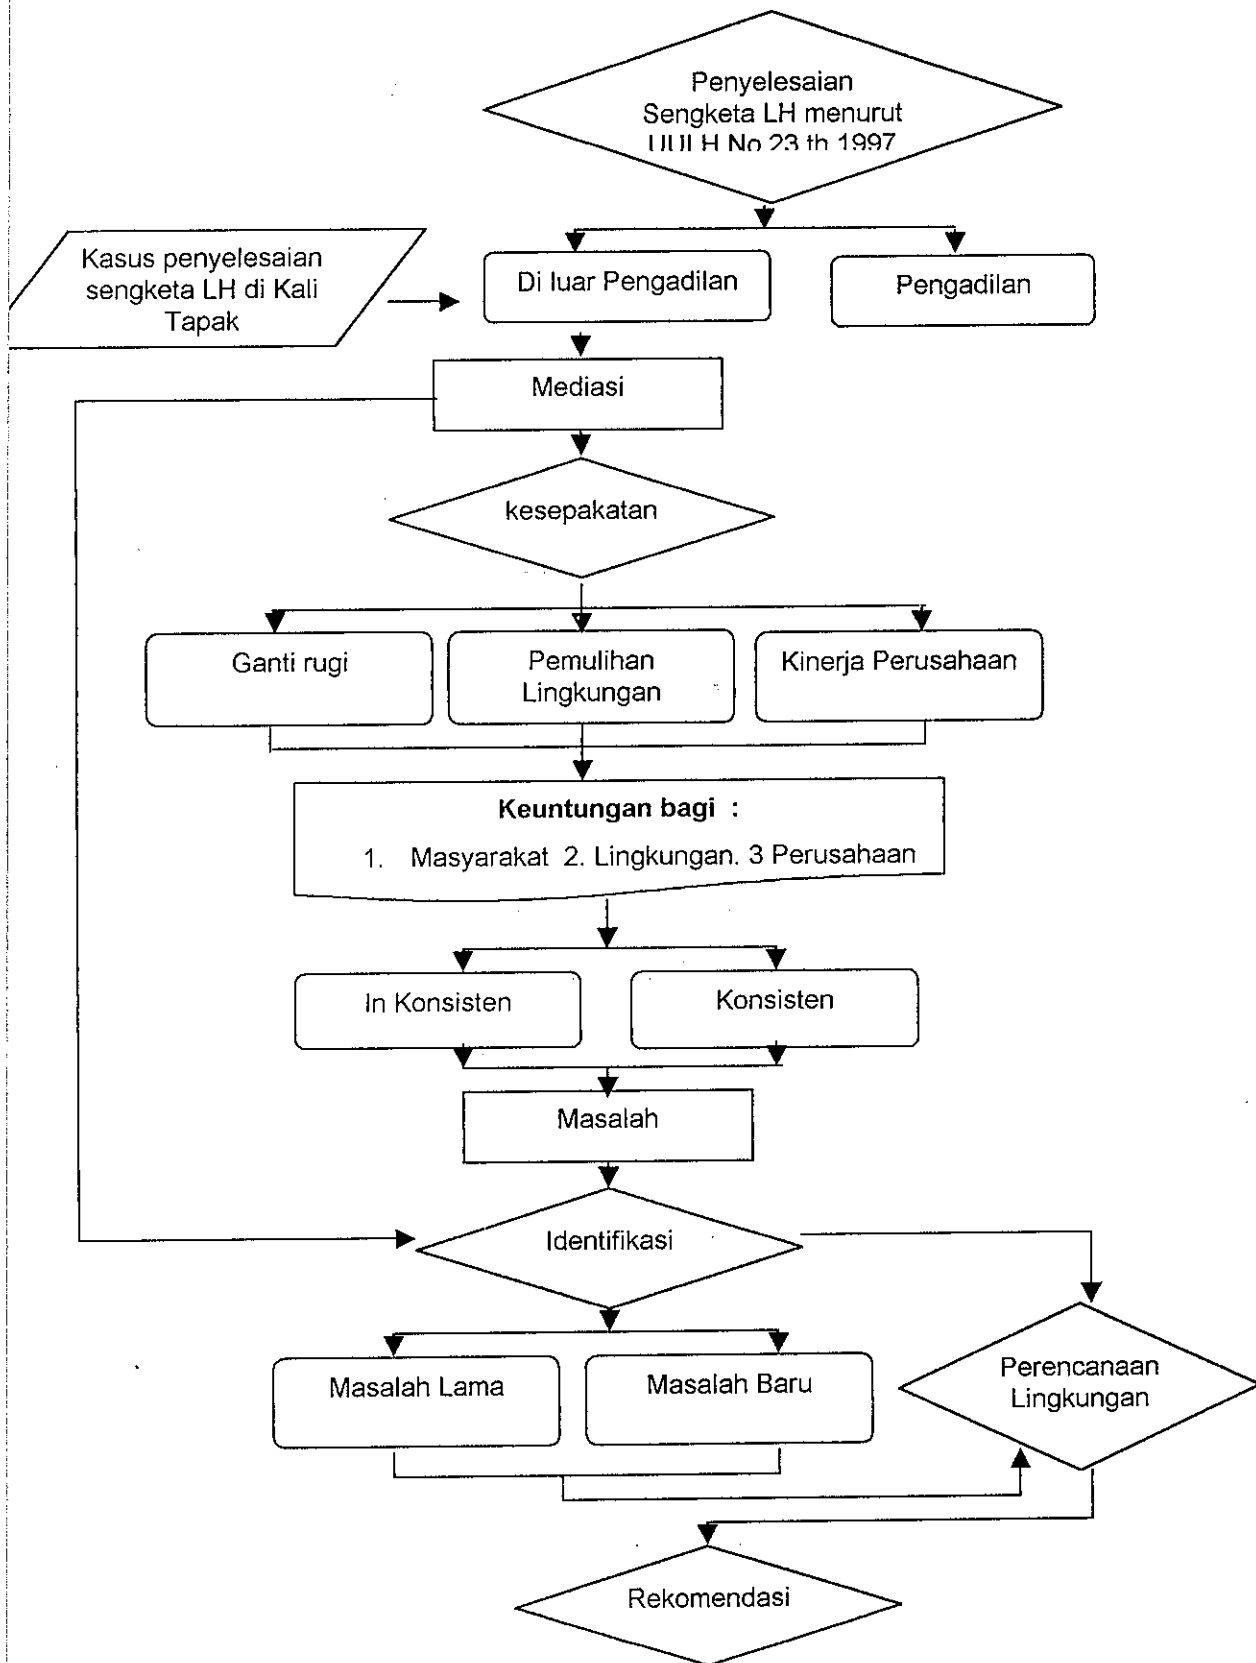 Penyelesaian
Sengketa LH menurut
UULH No 23 th 1997
Kasus penyelesaian
sengketa LH di Kali
Tapak
Di luar Pengadilan
Pengadilan
Mediasi
kesepakatan
Ganti rugi
Pemulihan
Lingkungan
Kinerja Perusahaan
Keuntungan bagi :
1. Masyarakat 2. Lingkungan. 3 Perusahaan
In Konsisten
Konsisten
Masalah
Identifikasi
Masalah Lama
Masalah Baru
Perencanaan
Lingkungan
Rekomendasi